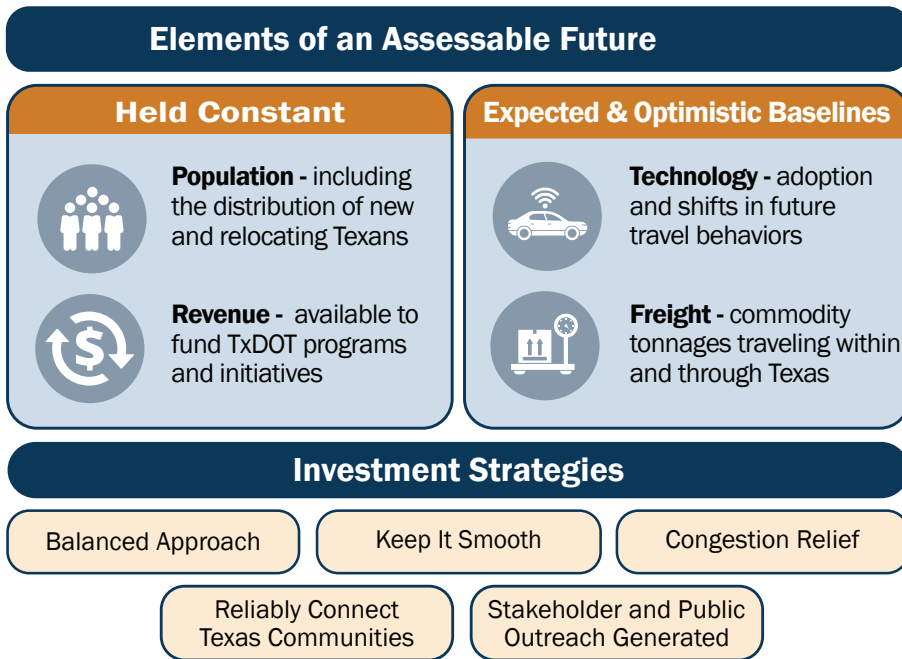 Elements of an Assessable Future
Held Constant
Population - including
the distribution of new
and relocating Texans
$
Revenue - available to
fund TxDOT programs
and initiatives
Expected & Optimistic Baselines
Technology - adoption
and shifts in future
travel behaviors
Freight - commodity
tonnages traveling within
and through Texas
Investment Strategies
Balanced Approach
Keep It Smooth
Congestion Relief
Reliably Connect
Texas Communities
Stakeholder and Public
Outreach Generated